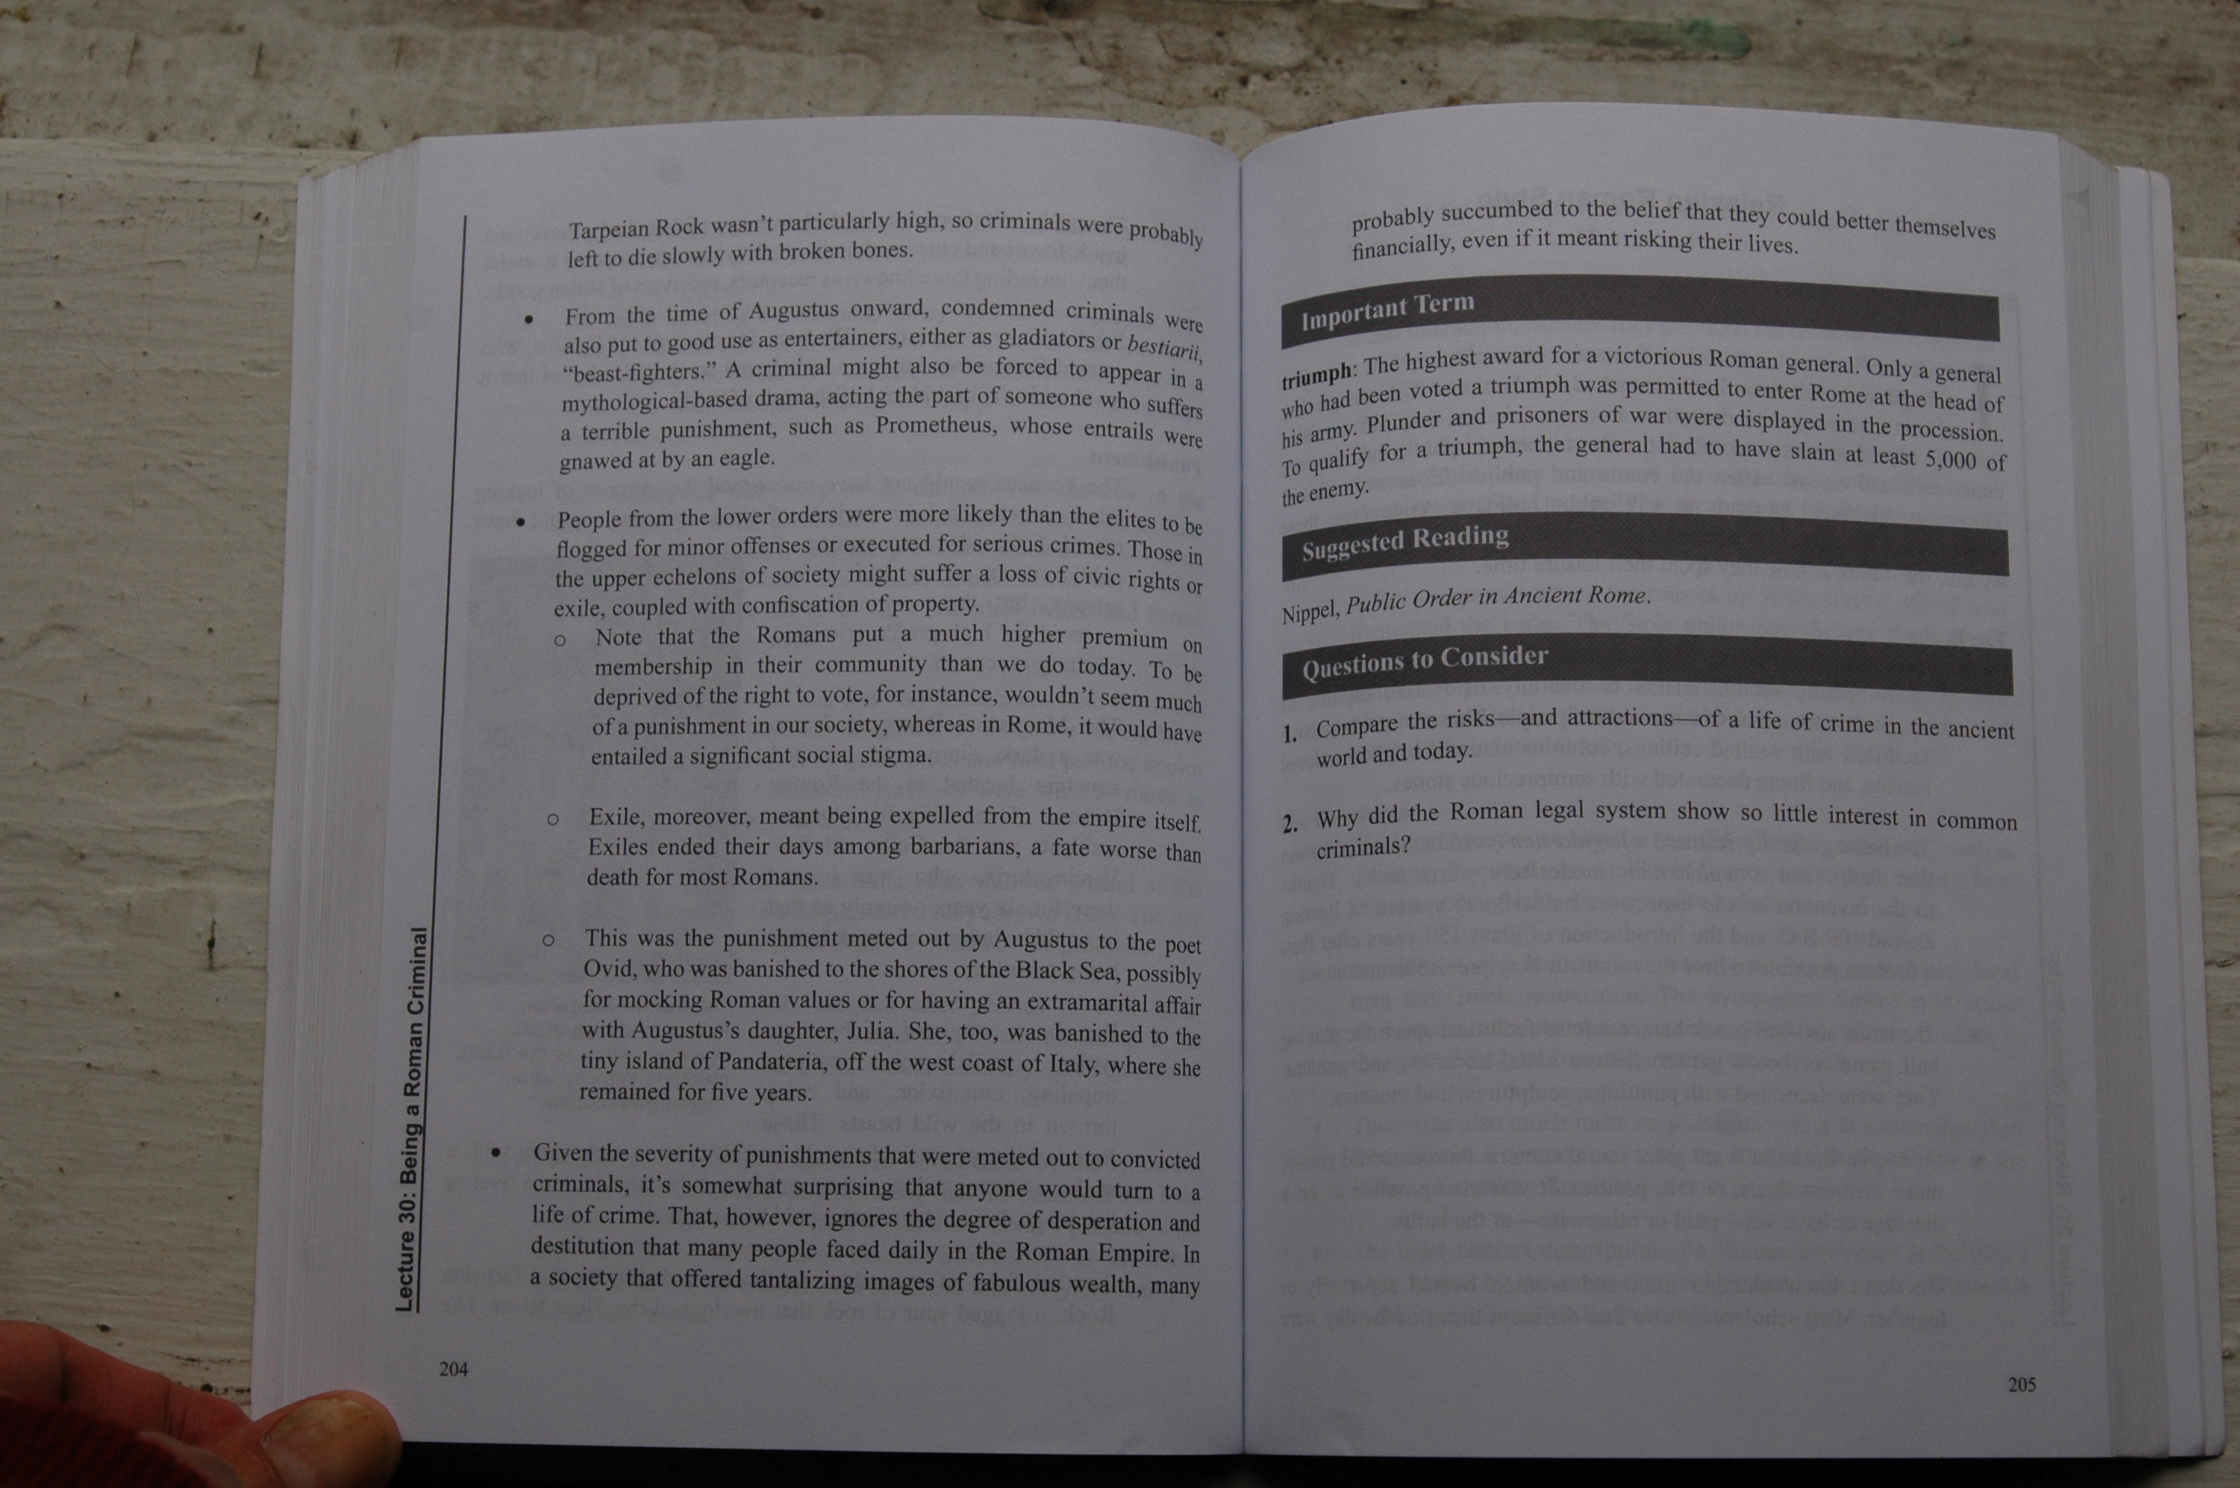 Tarpeian Rock wasn't particularly high, so criminals were probably
left to die slowly with broken bones.
• From the time of Augustus onward, condemned criminals were
also put to good use as entertainers, either as gladiators or bestiarii,
“beast-fighters.” A criminal might also be forced to appear in a
mythological-based drama, acting the part of someone who suffers
a terrible punishment, such as Prometheus, whose entrails were
gnawed at by an eagle.
• People from the lower orders were more likely than the elites to be
flogged for minor offenses or executed for serious crimes. Those in
the upper echelons of society might suffer a loss of civic rights or
exile, coupled with confiscation of property.
o Note that the Romans put a much higher premium on
membership in their community than we do today. To be
deprived of the right to vote, for instance, wouldn't seem much
of a punishment in our society, whereas in Rome, it would have
entailed a significant social stigma.
o Exile, moreover, meant being expelled from the empire itself.
Exiles ended their days among barbarians, a fate worse than
death for most Romans.
o This was the punishment meted out by Augustus to the poet
Ovid, who was banished to the shores of the Black Sea, possibly
for mocking Roman values or for having an extramarital affair
with Augustus's daughter, Julia. She, too, was banished to the
tiny island of Pandateria, off the west coast of Italy, where she
remained for five years.
• Given the severity of punishments that were meted out to convicted
criminals, it's somewhat surprising that anyone would turn to a
life of crime. That, however, ignores the degree of desperation and
destitution that many people faced daily in the Roman Empire. In
a society that offered tantalizing images of fabulous wealth, many
Lecture 30: Being a Roman Criminal
204
probably succumbed to the belief that they could better themselves
financially, even if it meant risking their lives.
Important Term
triumph: The highest award for a victorious Roman general. Only a general
who had been voted a triumph was permitted to enter Rome at the head of
his army. Plunder and prisoners of war were displayed in the procession.
To qualify for a triumph, the general had to have slain at least 5,000 of
the enemy.
Suggested Reading
Nippel, Public Order in Ancient Rome.
Questions to Consider
1. Compare the risks—and attractions—of a life of crime in the ancient
world and today.
2. Why did the Roman legal system show so little interest in common
criminals?
205